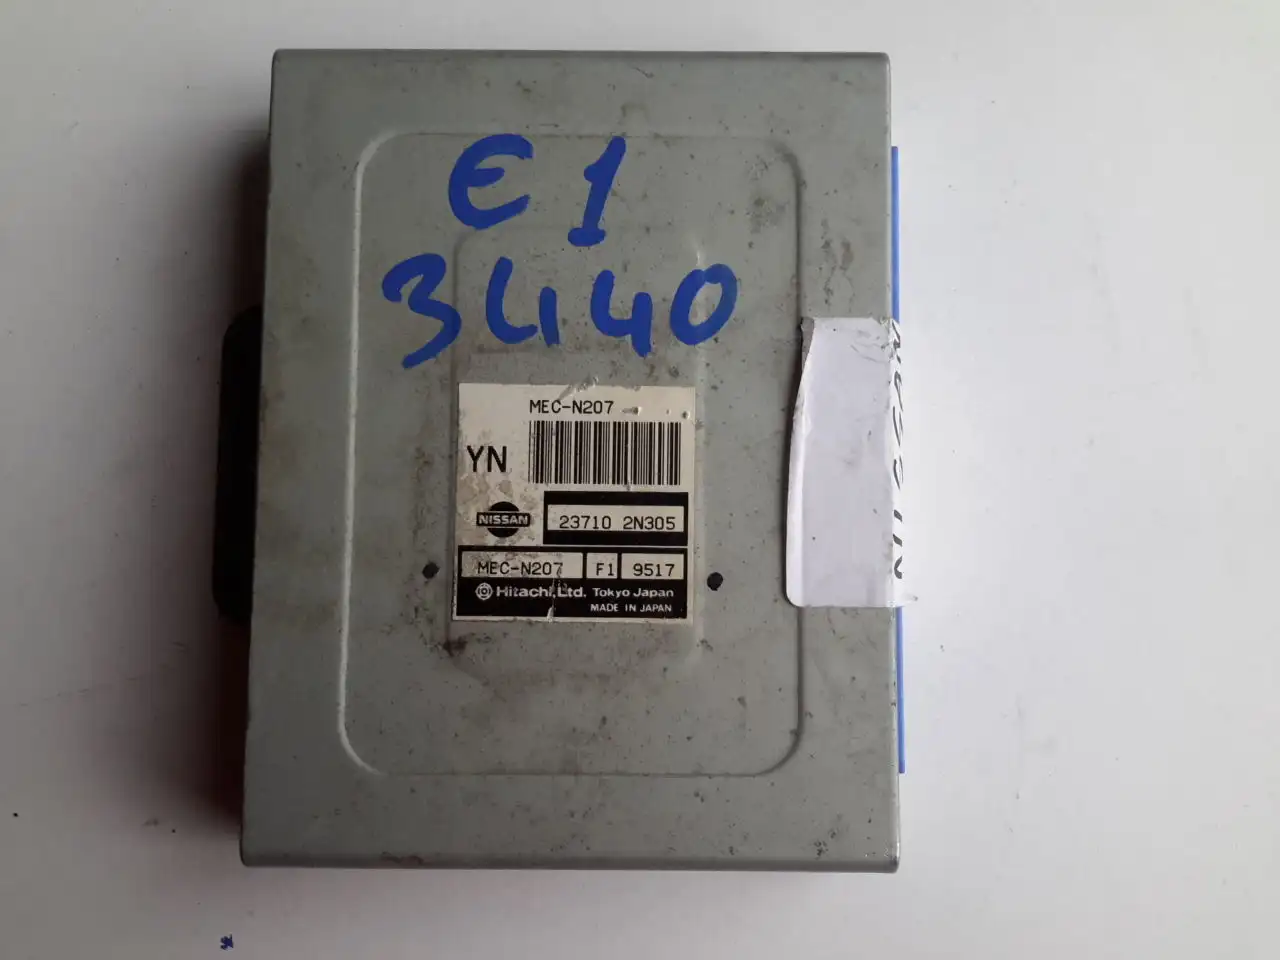 E1
3440
MEC-N207
YN
NISSAN
23710 2N305
MEC-N207 F1 9517
Hitachi, Ltd. Tokyo Japan
MADE IN JAPAN
NISSAN